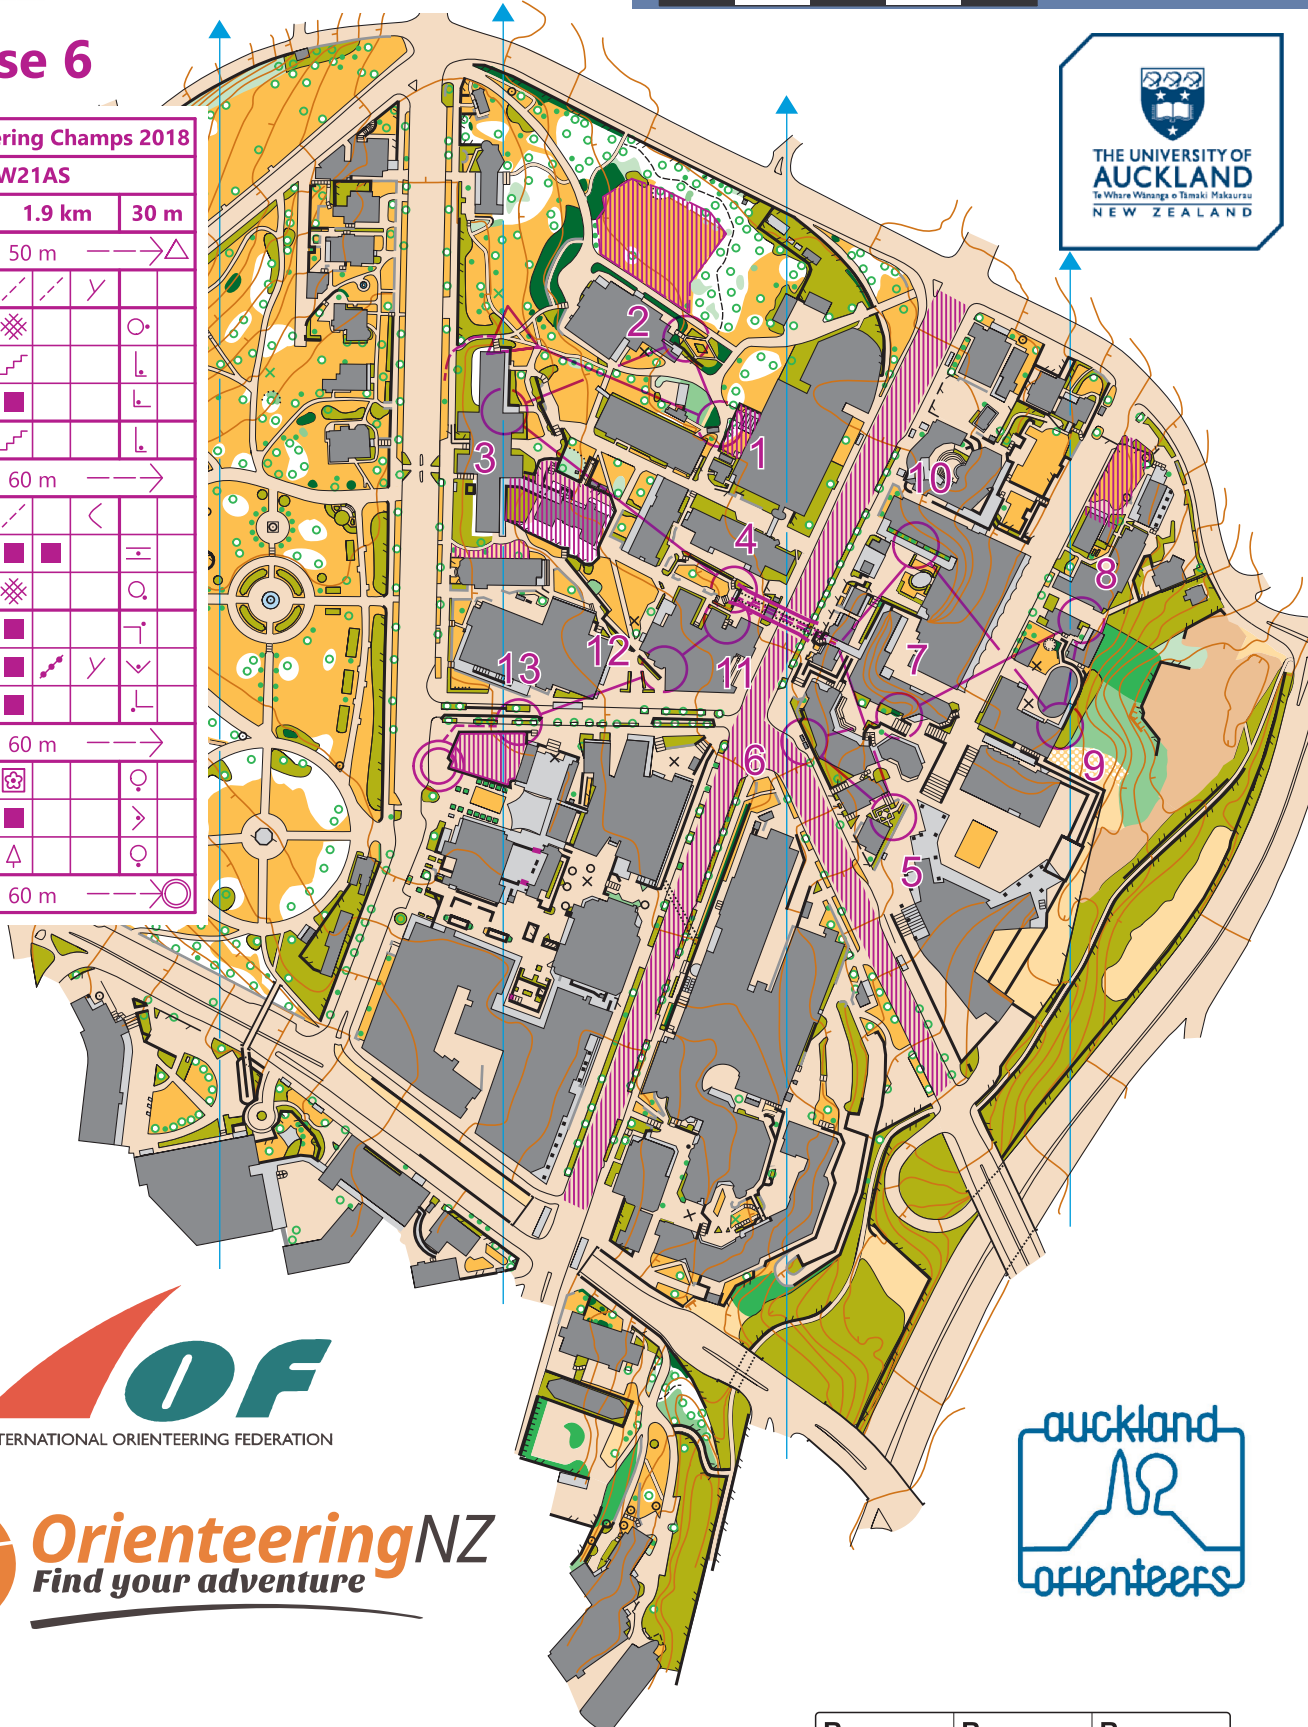 se 6
ering Champs 2018
W21AS
1.9 km 30 m
50 m
60 m
60 m
60 m
THE UNIVERSITY OF
AUCKLAND
Te Whare Wānanga o Tāmaki Makaurau
NEW ZEALAND
2
1
3
10
4
8
12
13
11
7
6
9
5
IOF
NTERNATIONAL ORIENTEERING FEDERATION
OrienteeringNZ
Find your adventure
auckland
orienteers